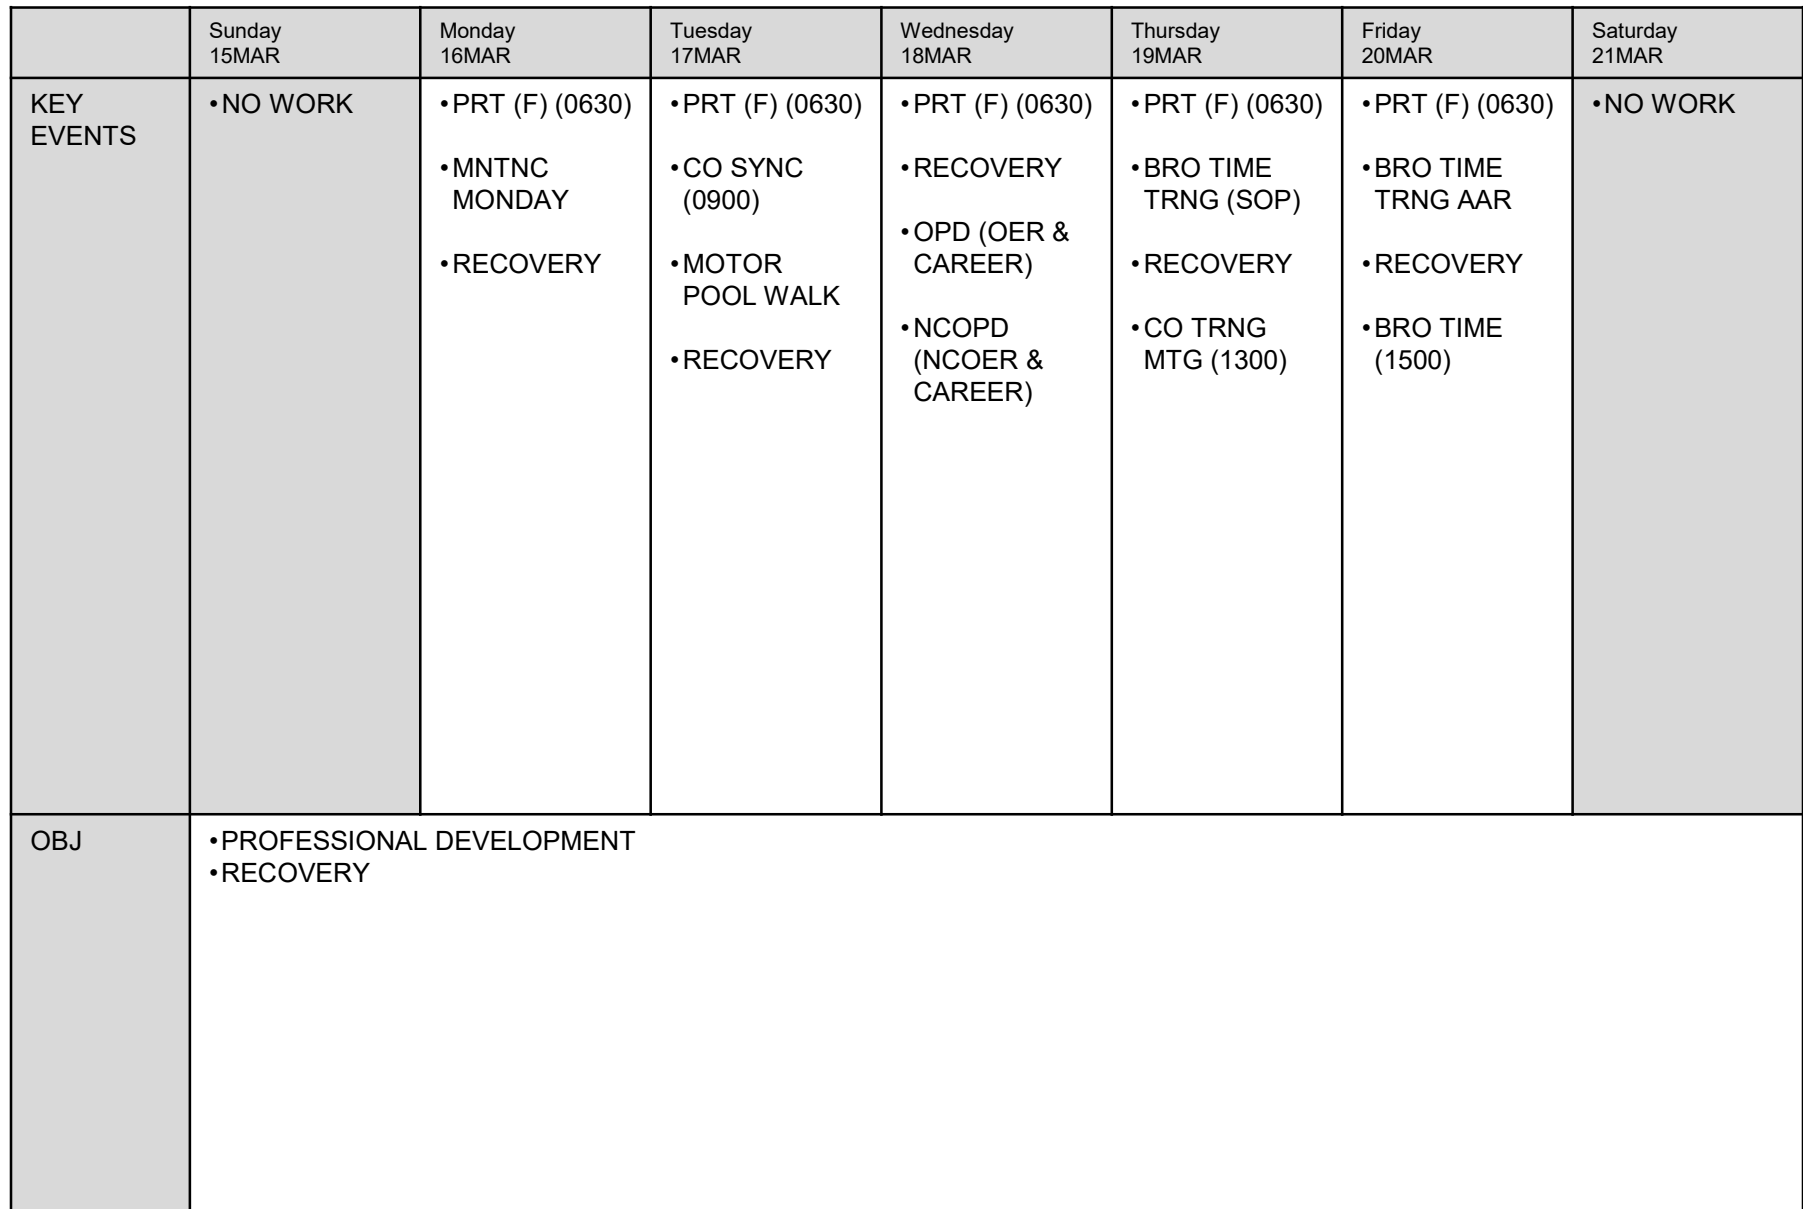 Sunday
15MAR
Monday
16MAR
Tuesday
17MAR
Wednesday
18MAR
Thursday
19MAR
Friday
20MAR
Saturday
21MAR
KEY
EVENTS
•NO WORK
•PRT (F) (0630)
•MNTNC
MONDAY
•RECOVERY
•PRT (F) (0630)
•CO SYNC
(0900)
•MOTOR
POOL WALK
•RECOVERY
•PRT (F) (0630)
•RECOVERY
•OPD (OER &
CAREER)
•NCOPD
(NCOER &
CAREER)
•PRT (F) (0630)
•BRO TIME
TRNG (SOP)
•RECOVERY
•CO TRNG
MTG (1300)
•PRT (F) (0630)
•BRO TIME
TRNG AAR
•RECOVERY
•BRO TIME
(1500)
•NO WORK
OBJ
•PROFESSIONAL DEVELOPMENT
•RECOVERY